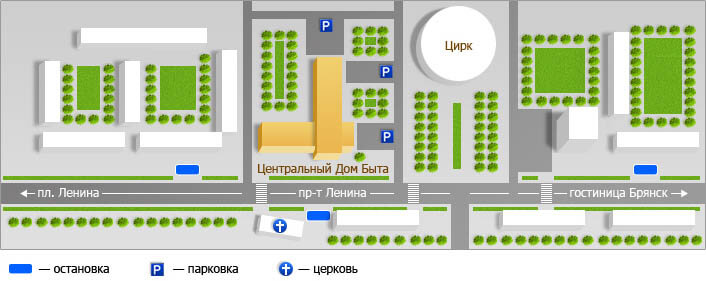 P
Цирк
P
P
Центральный Дом Быта
пл. Ленина
пр-т Ленина
гостиница Брянск
— остановка
P — парковка
— церковь